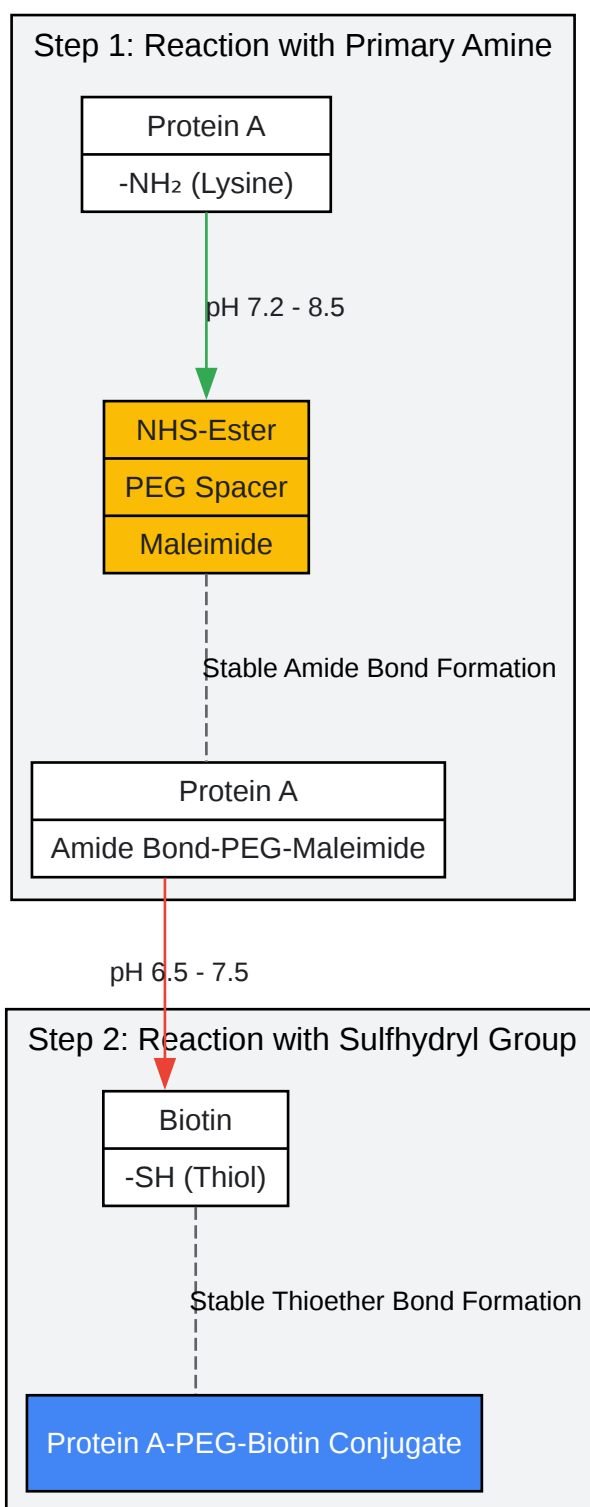 Step 1: Reaction with Primary Amine
Protein A
-NH₂ (Lysine)
pH 7.2 - 8.5
NHS-Ester
PEG Spacer
Maleimide
Stable Amide Bond Formation
Protein A
Amide Bond-PEG-Maleimide
pH 6.5 - 7.5
Step 2: Reaction with Sulfhydryl Group
Biotin
-SH (Thiol)
Stable Thioether Bond Formation
Protein A-PEG-Biotin Conjugate